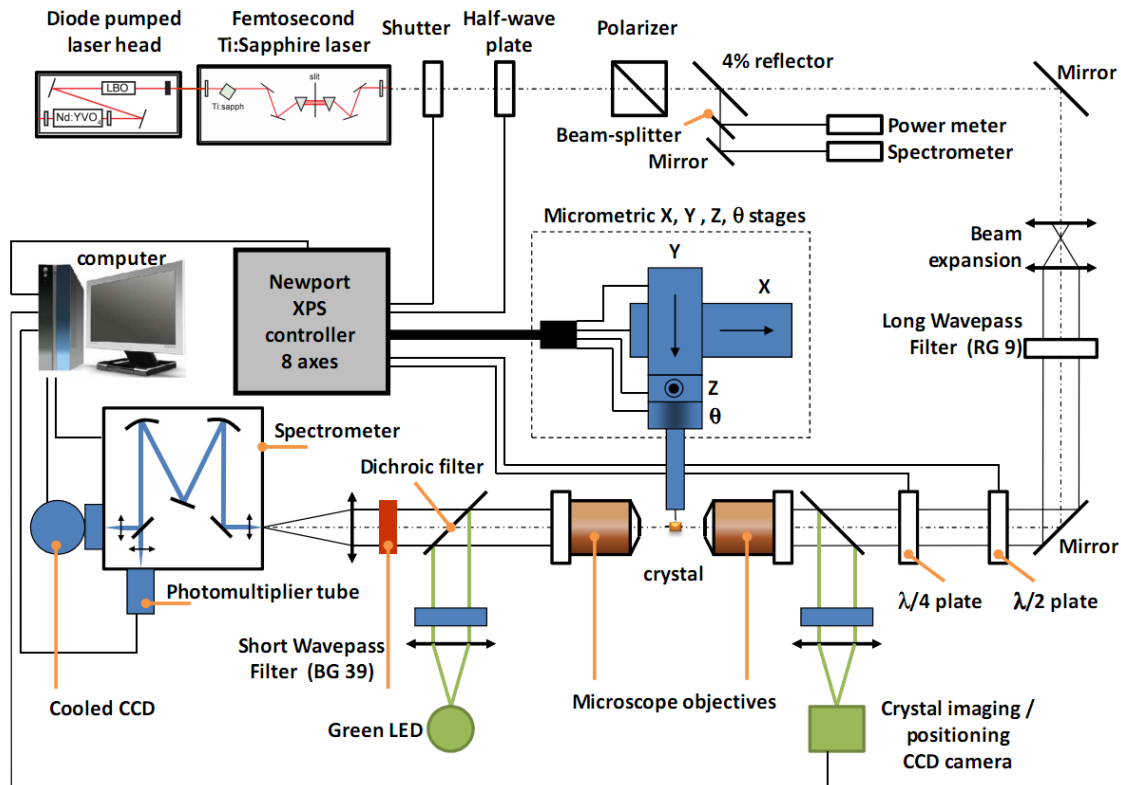 Diode pumped
laser head
Femtosecond
Ti:Sapphire laser
Shutter
Half-wave
plate
Polarizer
4% reflector
Mirror
LBO
Nd:YVO4
Ti:sapph
slit
Beam-splitter
Mirror
Power meter
Spectrometer
Micrometric X, Y , Z, θ stages
Y
X
Z
θ
Beam
expansion
Long Wavepass
Filter (RG 9)
computer
Newport
XPS
controller
8 axes
Spectrometer
Dichroic filter
crystal
Mirror
λ/4 plate
λ/2 plate
Photomultiplier tube
Short Wavepass
Filter (BG 39)
Cooled CCD
Green LED
Microscope objectives
Crystal imaging /
positioning
CCD camera